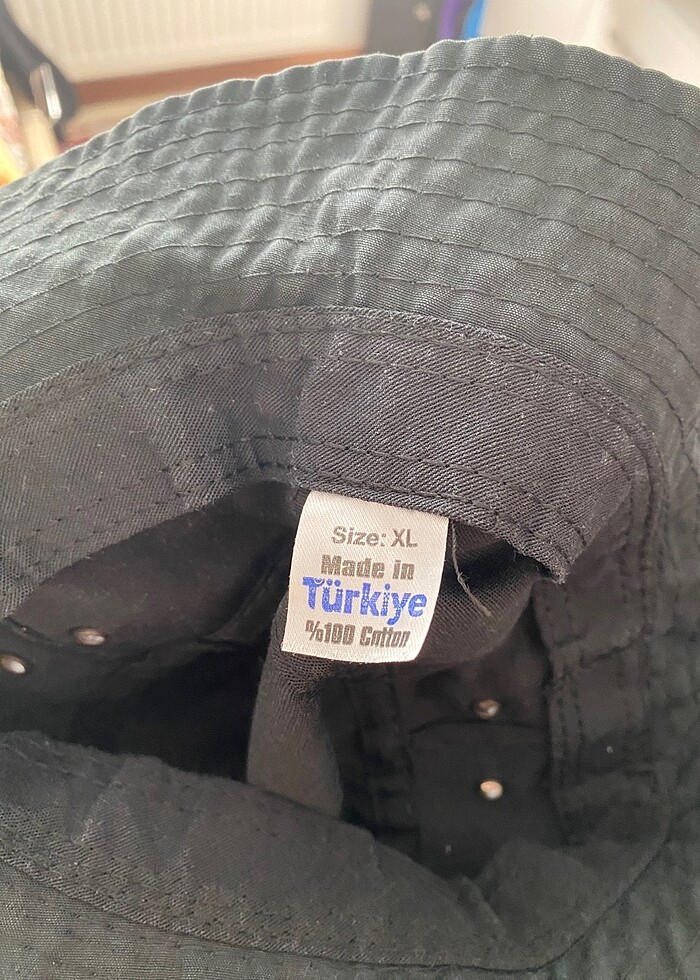 Size: XL
Made in
Türkiye
%100 Cotton